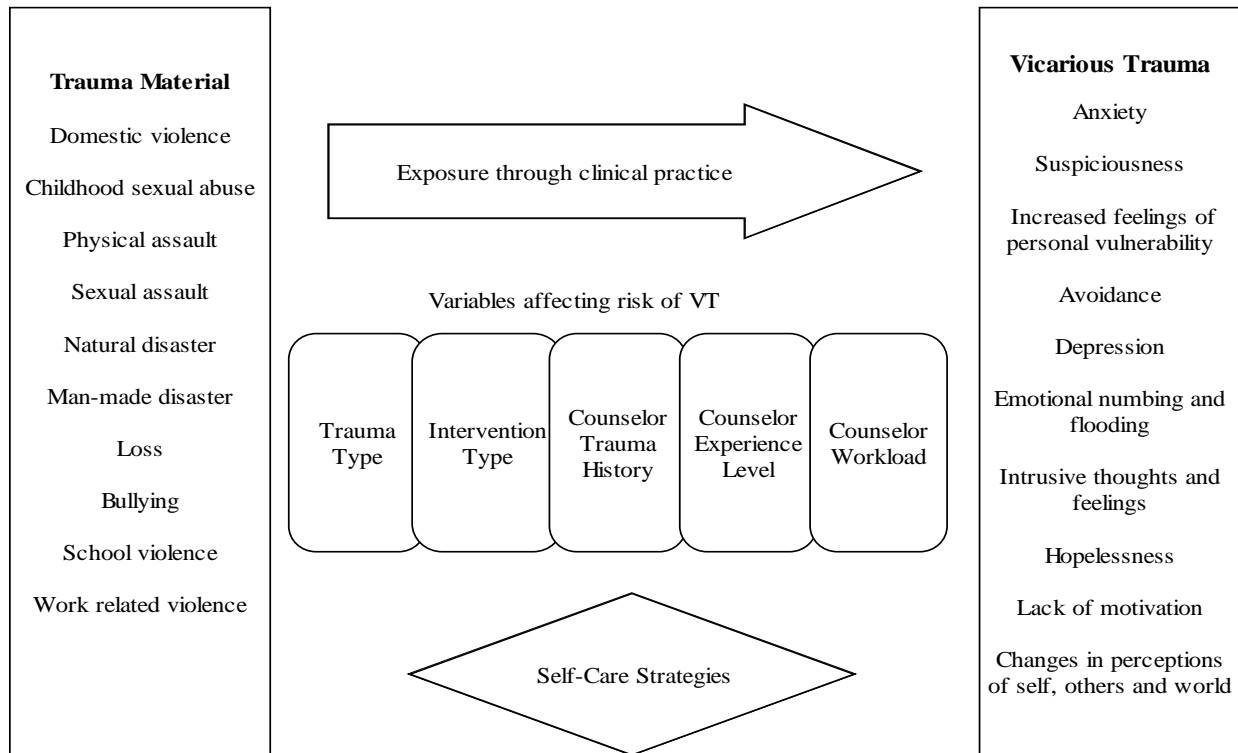 Trauma Material
Domestic violence
Childhood sexual abuse
Physical assault
Sexual assault
Natural disaster
Man-made disaster
Loss
Bullying
School violence
Work related violence
Exposure through clinical practice
Variables affecting risk of VT
Trauma
Type
Intervention
Type
Counselor
Trauma
History
Counselor
Experience
Level
Counselor
Workload
Self-Care Strategies
Vicarious Trauma
Anxiety
Suspiciousness
Increased feelings of
personal vulnerability
Avoidance
Depression
Emotional numbing and
flooding
Intrusive thoughts and
feelings
Hopelessness
Lack of motivation
Changes in perceptions
of self, others and world